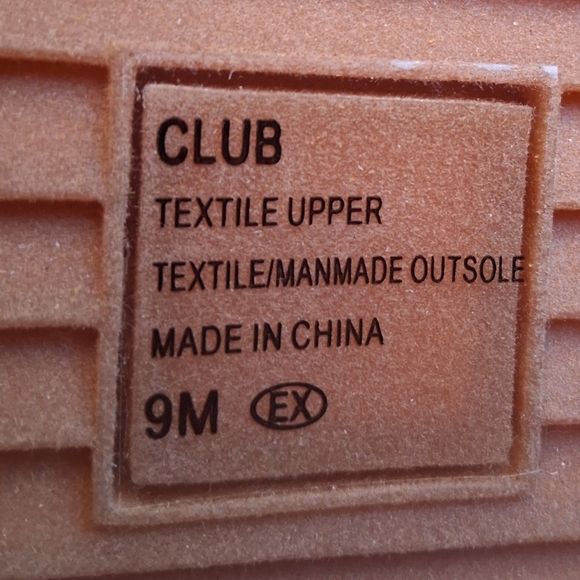 CLUB
TEXTILE UPPER
TEXTILE/MANMADE OUTSOLE
MADE IN CHINA
9M EX